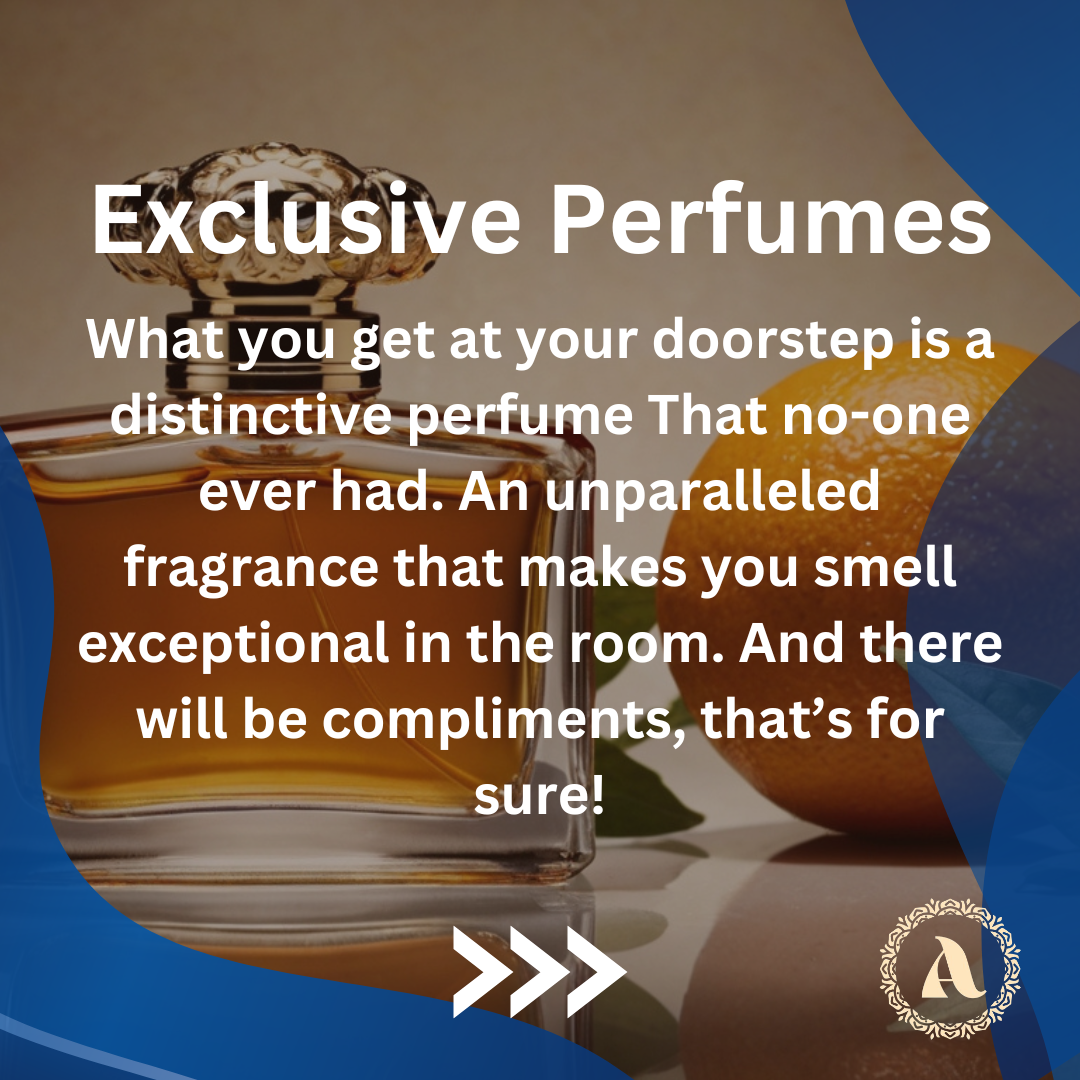 Exclusive Perfumes
What you get at your doorstep is a
distinctive perfume That no-one
ever had. An unparalleled
fragrance that makes you smell
exceptional in the room. And there
will be compliments, that’s for
sure!
A